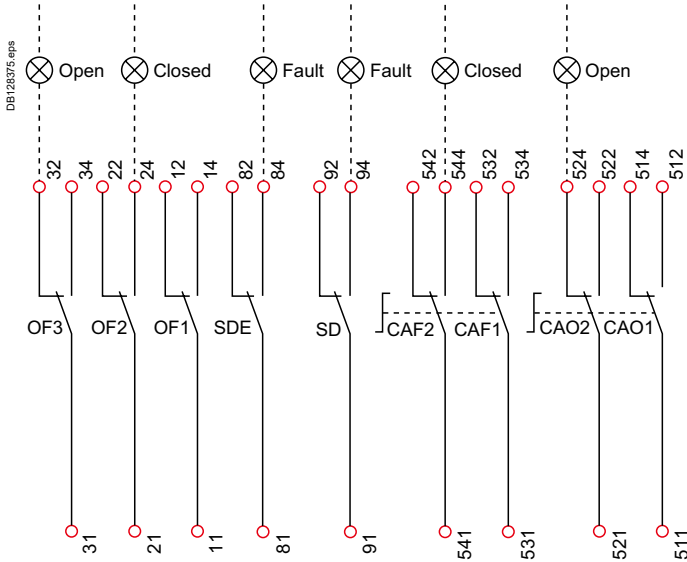 DB128375.eps
Open Closed Fault Fault Closed Open
32 34 22 24 12 14 82 84 92 94 542 544 532 534 524 522 514 512
OF3 OF2 OF1 SDE SD CAF2 CAF1 CAO2 CAO1
31 21 11 81 91 541 531 521 511